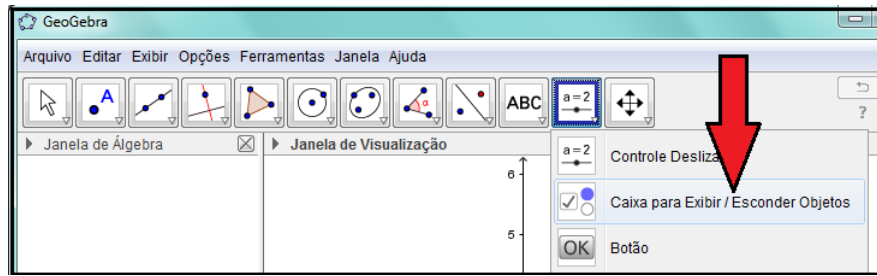 GeoGebra
Arquivo Editar Exibir Opções Ferramentas Janela Ajuda
A α ABC a=2
?
Janela de Álgebra Janela de Visualização
6
5
a=2
Caixa para Exibir / Esconder Objetos
OK Botão